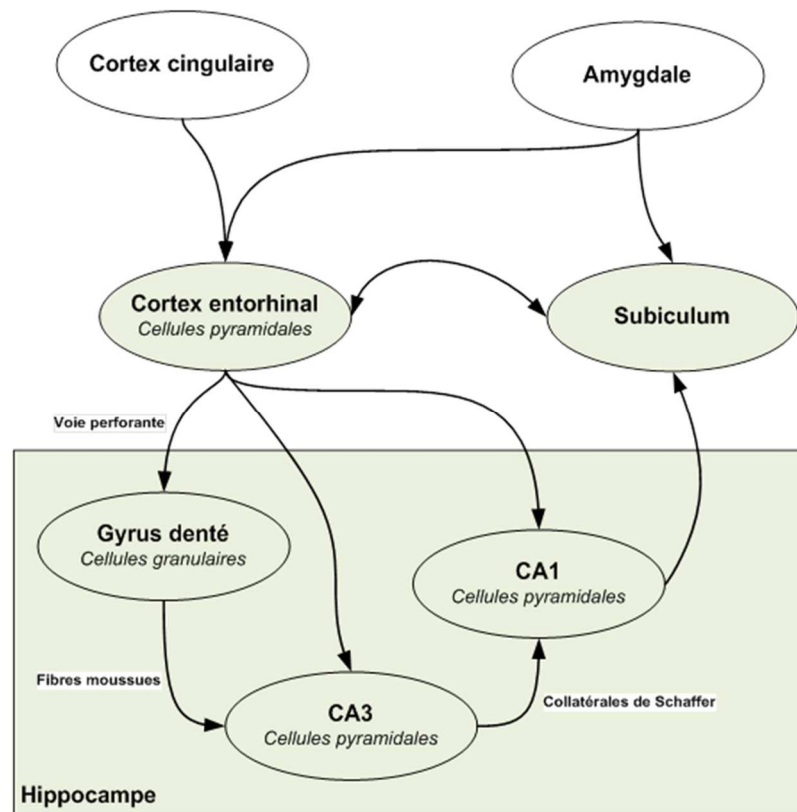 Cortex cingulaire
Amygdale
Cortex entorhinal
Cellules pyramidales
Subiculum
Voie perforante
Gyrus denté
Cellules granulaires
CA1
Cellules pyramidales
Fibres moussues
CA3
Cellules pyramidales
Collatérales de Schaffer
Hippocampe